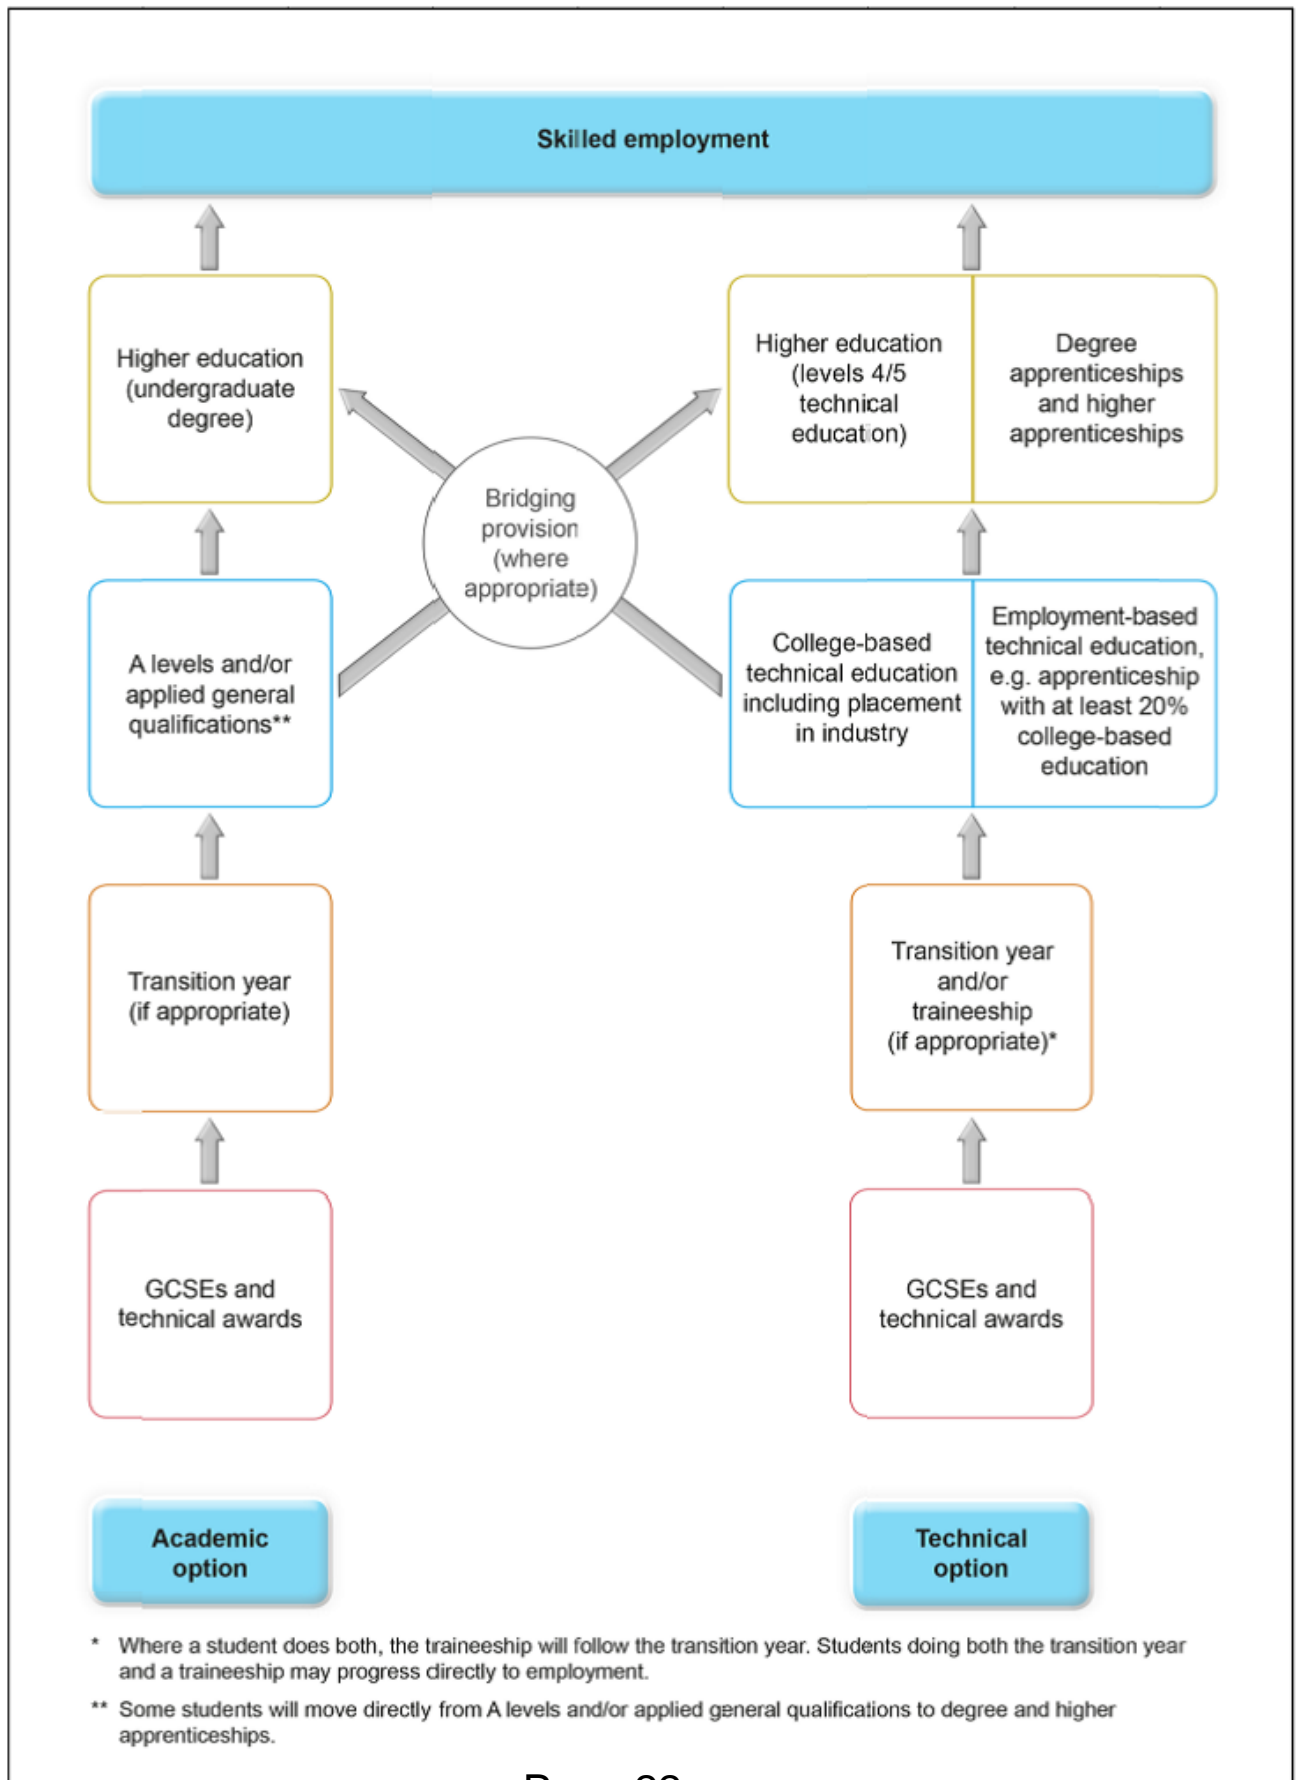 Skilled employment
Higher education
(undergraduate
degree)
Higher education
(levels 4/5
technical
education)
Degree
apprenticeships
and higher
apprenticeships
Bridging
provision
(where
appropriate)
A levels and/or
applied general
qualifications**
College-based
technical education
including placement
in industry
Employment-based
technical education,
e.g. apprenticeship
with at least 20%
college-based
education
Transition year
(if appropriate)
Transition year
and/or
traineeship
(if appropriate)*
GCSEs and
technical awards
GCSEs and
technical awards
Academic
option
Technical
option
* Where a student does both, the traineeship will follow the transition year. Students doing both the transition year
and a traineeship may progress directly to employment.
** Some students will move directly from A levels and/or applied general qualifications to degree and higher
apprenticeships.